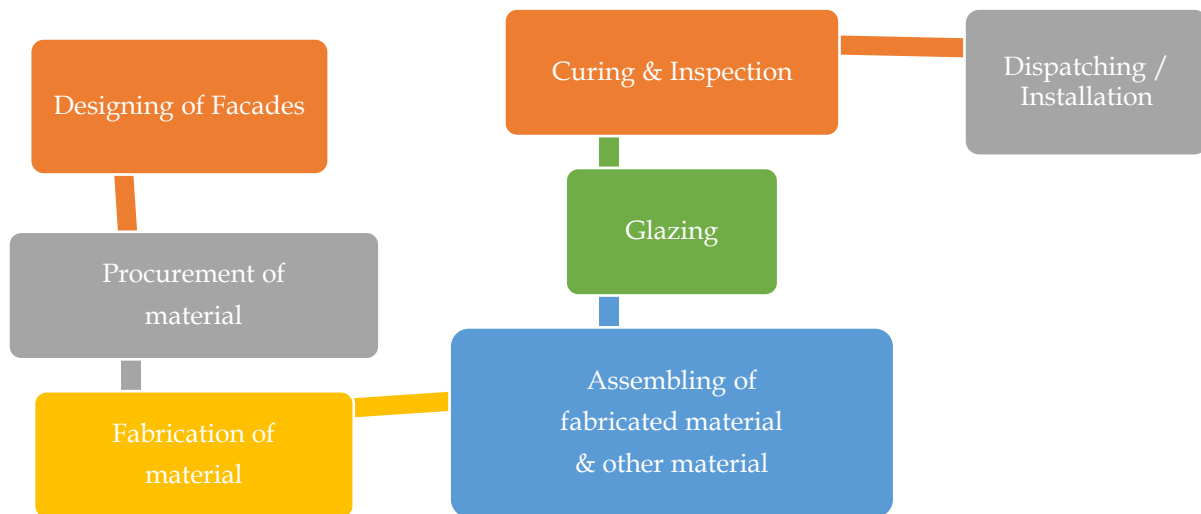 Designing of Facades
Procurement of
material
Fabrication of
material
Assembling of
fabricated material
& other material
Glazing
Curing & Inspection
Dispatching /
Installation